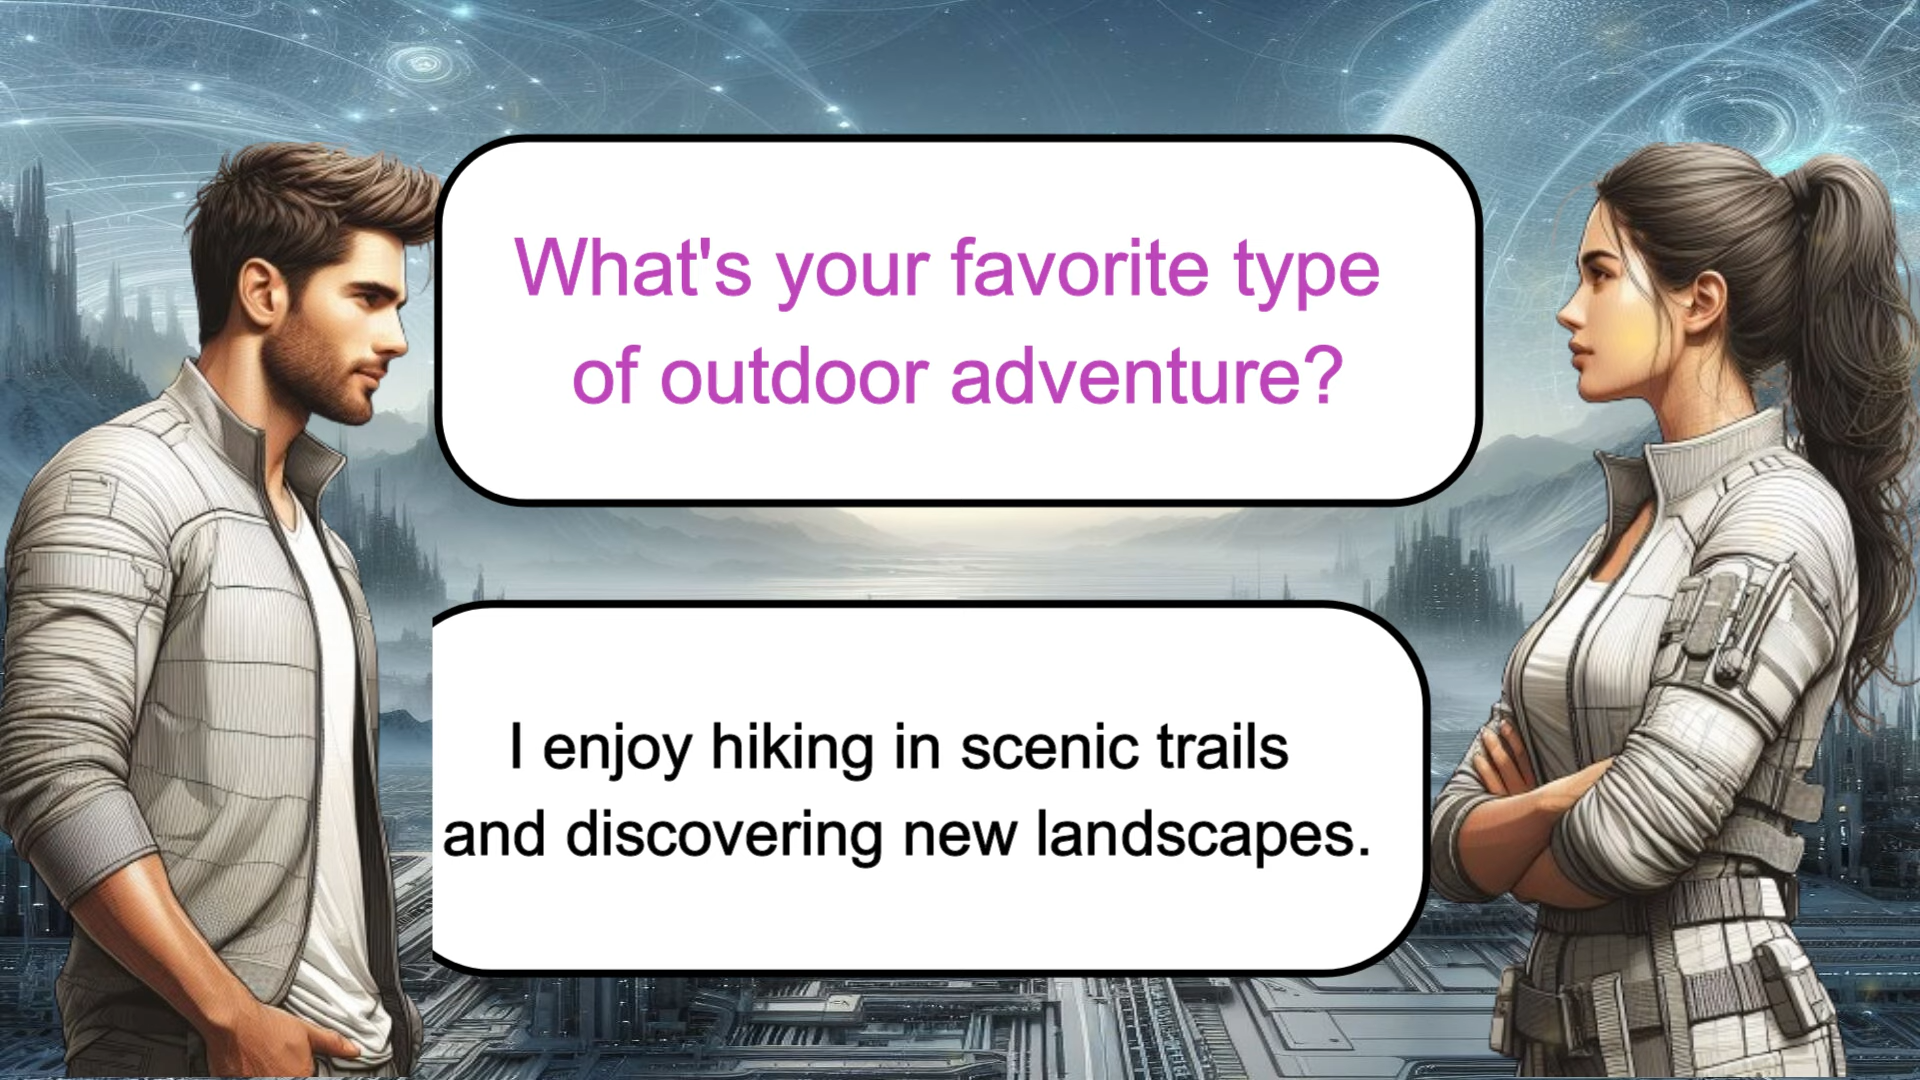 What's your favorite type
of outdoor adventure?
I enjoy hiking in scenic trails
and discovering new landscapes.